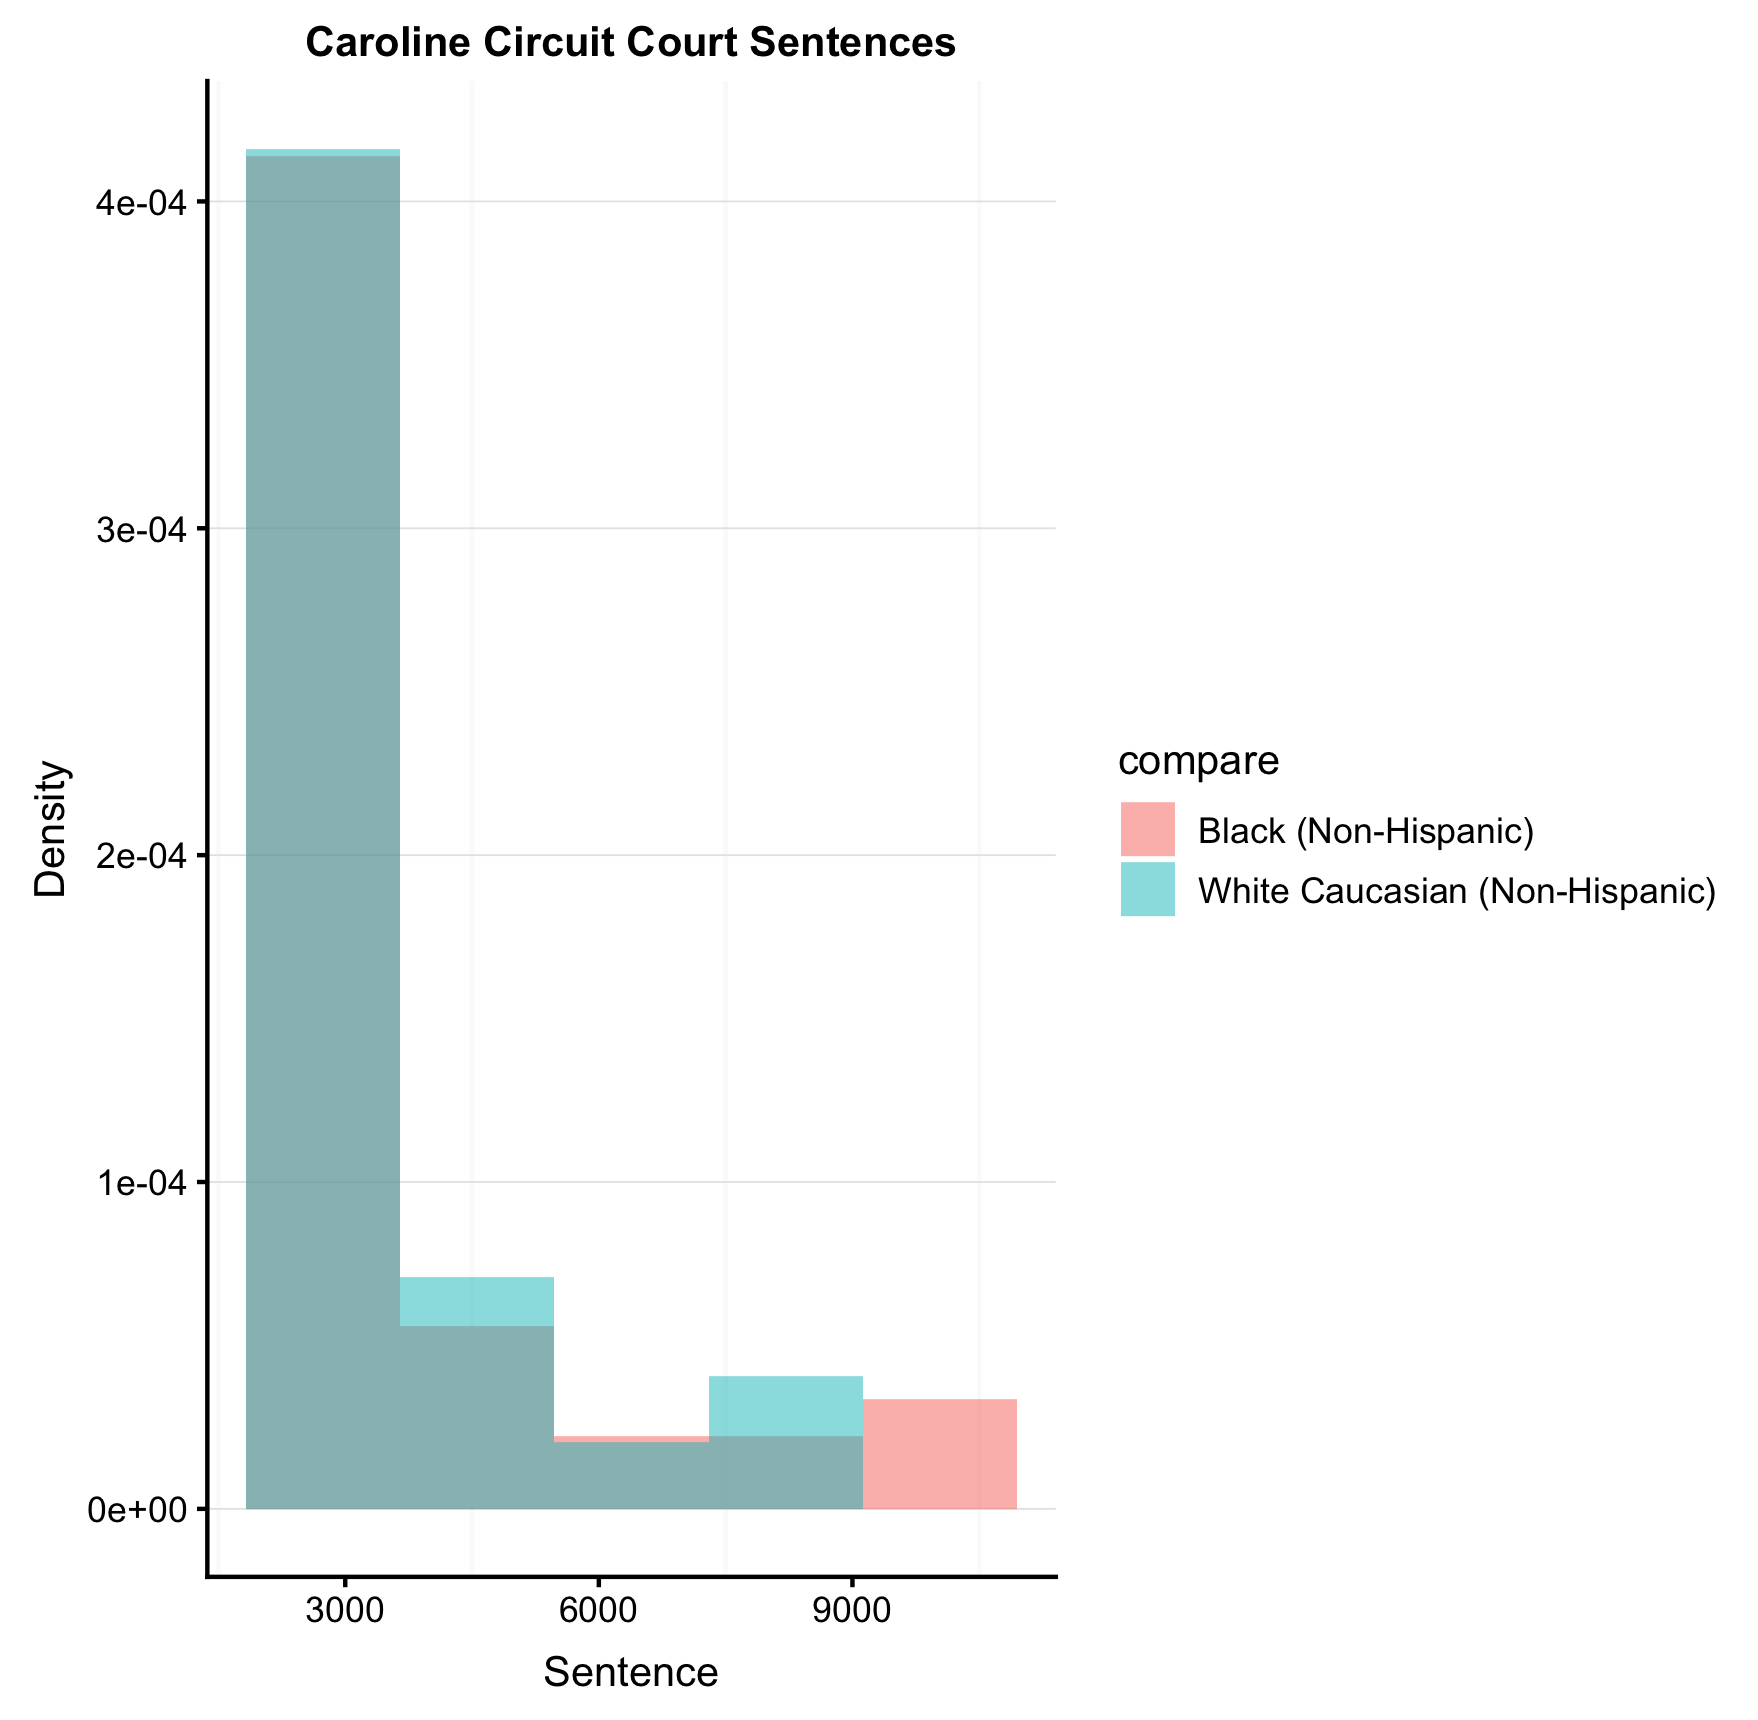 Caroline Circuit Court Sentences
4e-04
3e-04
2e-04
1e-04
0e+00
Density
3000 6000 9000
Sentence
compare
Black (Non-Hispanic)
White Caucasian (Non-Hispanic)